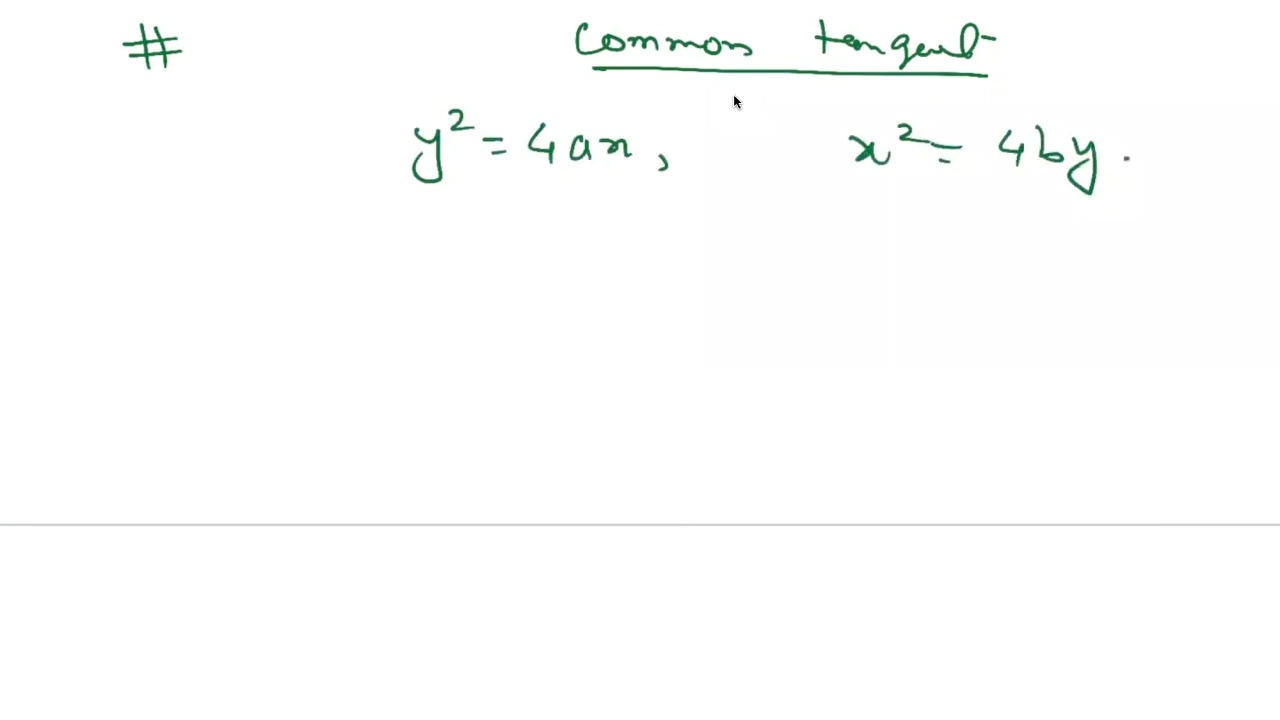 # Common tangent
y² = 4ax, x² = 4by.